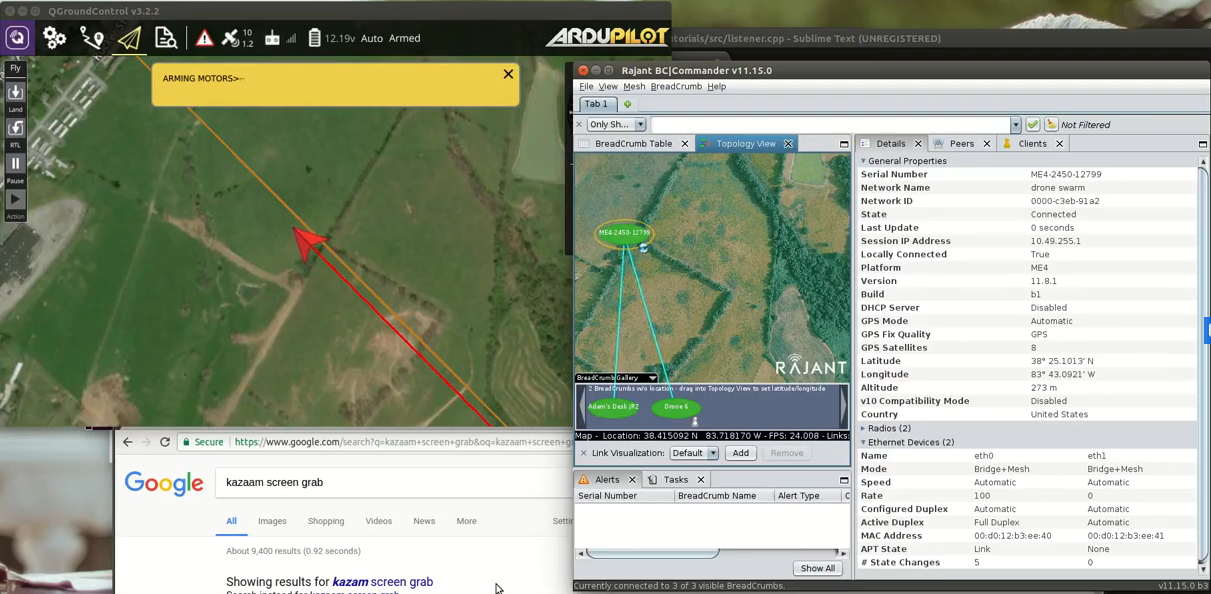 QGroundControl v3.2.2
10
1.2
12.19v Auto Armed
ARDUPILOT
Fly
Land
RTL
Pause
Action
ARMING MOTORS>
utorials/src/listener.cpp - Sublime Text (UNREGISTERED)
Rajant BC|Commander v11.15.0
File View Mesh BreadCrumb Help
Tab 1
Only Sh...
Not Filtered
BreadCrumb Table
Topology View
ME4-2450-12799
RAJANT
BreadCrumb Gallery
2 BreadCrumbs w/o location - drag into Topology View to set latitude/longitude
Adam's Desk JR2
Drone 6
Map - Location: 38.415092 N 83.718170 W - FPS: 24.008 - Links:
Link Visualization: Default Add Remove
Alerts Tasks
Serial Number BreadCrumb Name Alert Type C
Show All
Currently connected to 3 of 3 visible BreadCrumbs.
v11.15.0 b3
Details Peers Clients
General Properties
Serial Number ME4-2450-12799
Network Name drone swarm
Network ID 0000-c3eb-91a2
State Connected
Last Update 0 seconds
Session IP Address 10.49.255.1
Locally Connected True
Platform ME4
Version 11.8.1
Build b1
DHCP Server Disabled
GPS Mode Automatic
GPS Fix Quality GPS
GPS Satellites 8
Latitude 38° 25.1013' N
Longitude 83° 43.0921' W
Altitude 273 m
v10 Compatibility Mode Disabled
Country United States
Radios (2)
Ethernet Devices (2)
Name eth0 eth1
Mode Bridge+Mesh Bridge+Mesh
Speed Automatic Automatic
Rate 100 0
Configured Duplex Automatic Automatic
Active Duplex Full Duplex Automatic
MAC Address 00:d0:12:b3:ee:40 00:d0:12:b3:ee:41
APT State Link None
# State Changes 5 0
Secure https://www.google.com/search?q=kazaam+screen+grab&oq=kazaam+screen+g
Google
kazaam screen grab
All Images Shopping Videos News More Settin
About 9,400 results (0.92 seconds)
Showing results for kazam screen grab
Search instead for kazaam screen grab